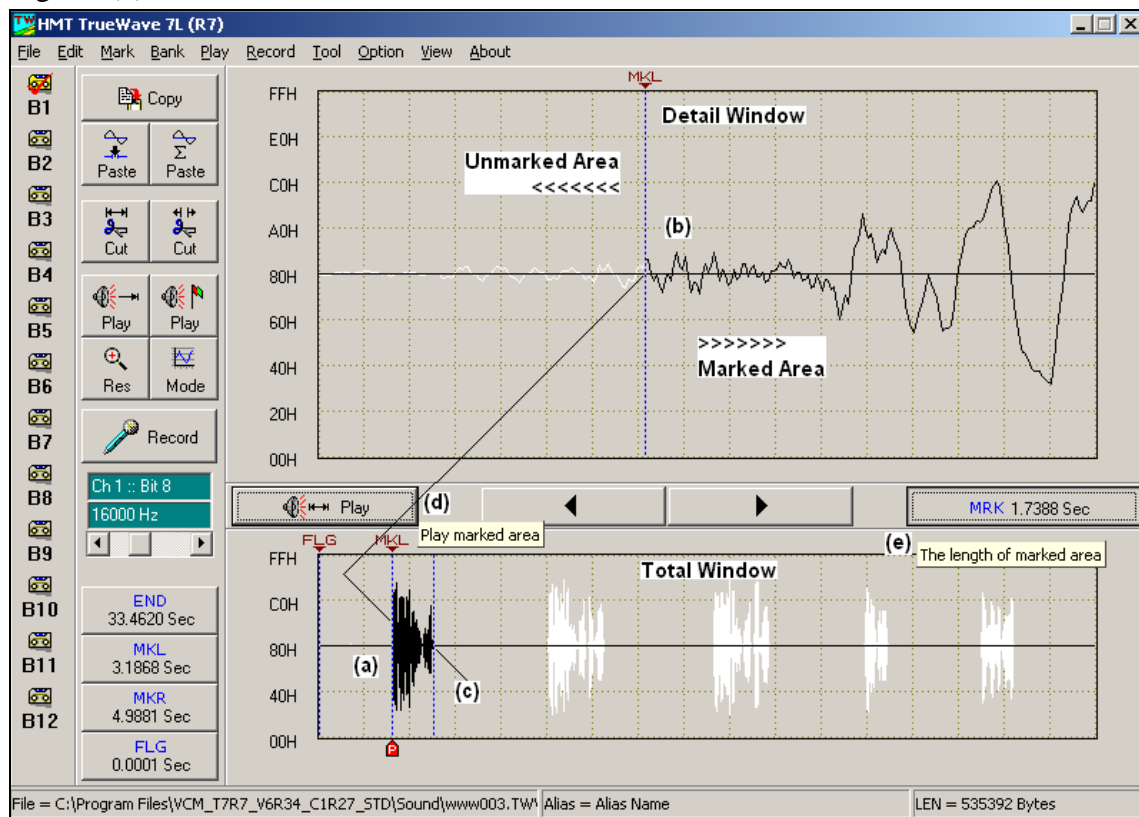 HMT TrueWave 7L (R7)
File Edit Mark Bank Play Record Tool Option View About
B1
B2
B3
B4
B5
B6
B7
B8
B9
B10
B11
B12
Copy
Paste
Σ
Paste
Cut
Cut
Play
Play
Res
Mode
Record
Ch 1 :: Bit 8
16000 Hz
END
33.4620 Sec
MKL
3.1868 Sec
MKR
4.9881 Sec
FLG
0.0001 Sec
MKL
FFH
E0H
C0H
A0H
80H
60H
40H
20H
00H
Detail Window
Unmarked Area
<<<<<<<
(b)
>>>>>>>
Marked Area
Play
(d)
Play marked area
MRK 1.7388 Sec
(e)
The length of marked area
FLG
MKL
FFH
C0H
80H
40H
00H
Total Window
(a)
(c)
P
File = C:\Program Files\VCM_T7R7_V6R34_C1R27_STD\Sound\www003.TW
Alias = Alias Name
LEN = 535392 Bytes